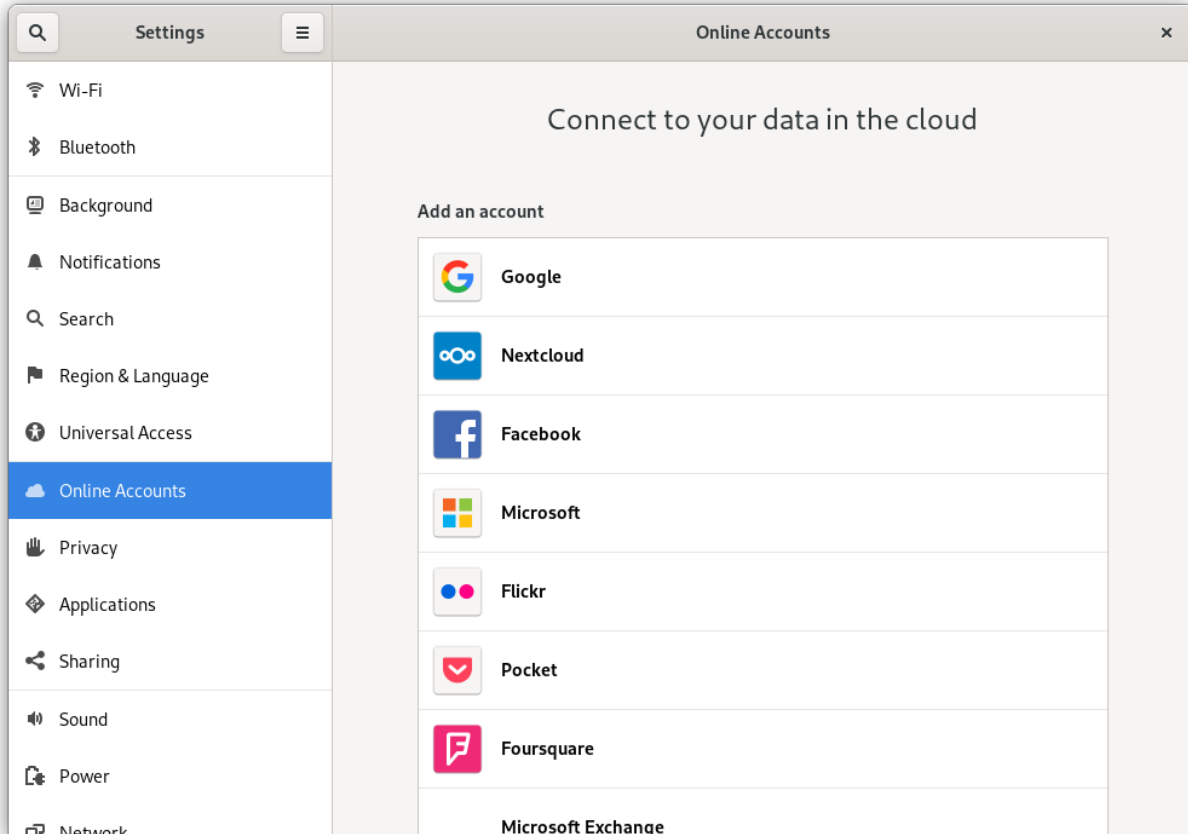 Settings
Online Accounts
Wi-Fi
Bluetooth
Background
Notifications
Search
Region & Language
Universal Access
Online Accounts
Privacy
Applications
Sharing
Sound
Power
Network
Connect to your data in the cloud
Add an account
Google
Nextcloud
Facebook
Microsoft
Flickr
Pocket
Foursquare
Microsoft Exchange